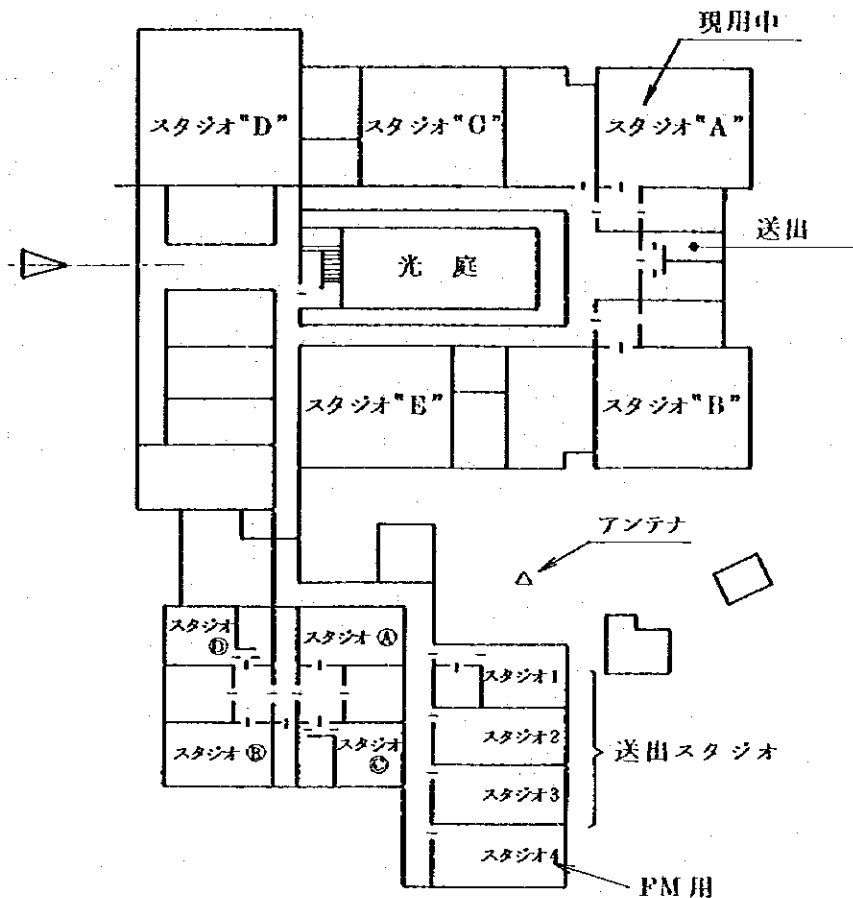 現用中
スタジオ"D"
スタジオ"C"
スタジオ"A"
送出
光庭
スタジオ"E"
スタジオ"B"
アンテナ
スタジオ
Ⓓ
スタジオⒶ
スタジオ1
スタジオ2
送出スタジオ
スタジオⒷ
スタジオ
Ⓒ
スタジオ3
スタジオ4
FM用